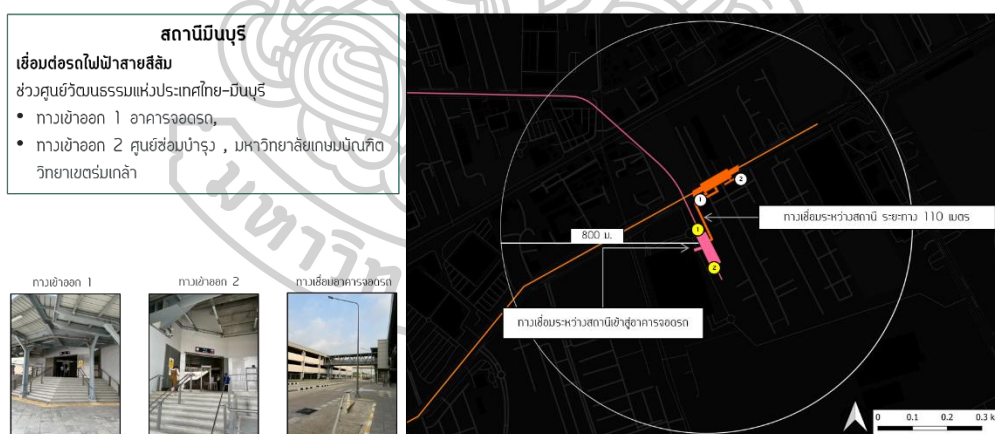 สถานีมีนบุรี
เชื่อมต่อรถไฟฟ้าสายสีส้ม
ช่วงศูนย์วัฒนธรรมแห่งประเทศไทย-มีนบุรี
• ทางเข้าออก 1 อาคารจอดรถ,
• ทางเข้าออก 2 ศูนย์ซ่อมบำรุง , มหาวิทยาลัยเกษมบัณฑิต
วิทยาเขตร่มเกล้า
ทางเข้าออก 1
ทางเข้าออก 2
ทางเชื่อมอาคารจอดรถ
2
1
ทางเชื่อมระหว่างสถานี ระยะทาง 110 เมตร
800 ม.
1
2
ทางเชื่อมระหว่างสถานีเข้าสู่อาคารจอดรถ
0 0.1 0.2 0.3 k